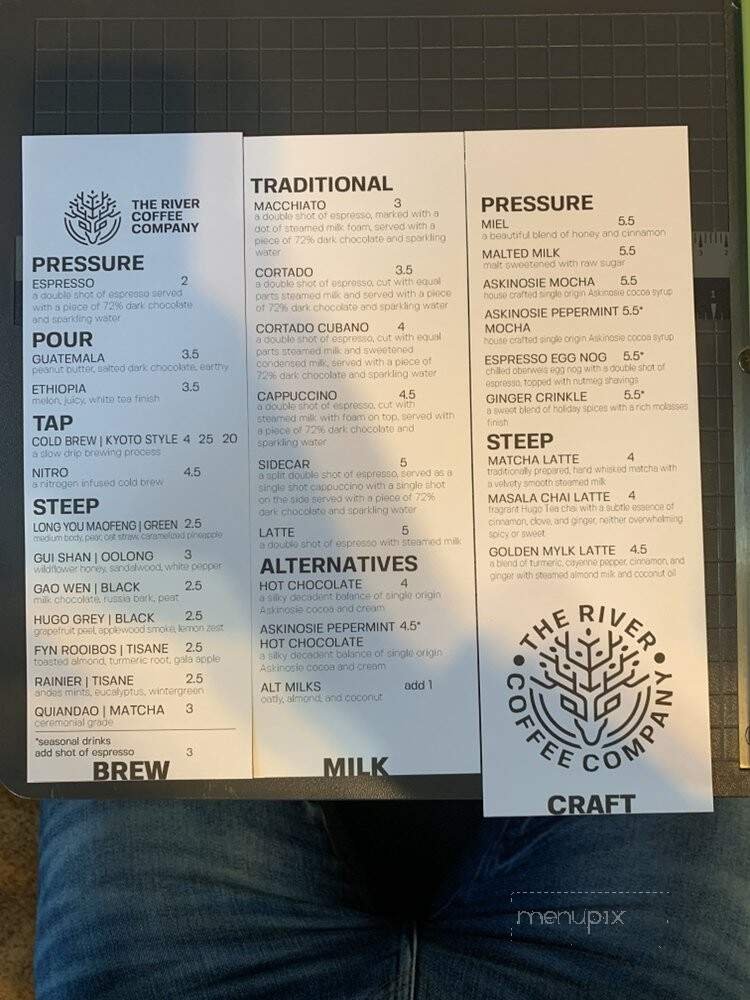 THE RIVER
COFFEE
COMPANY
PRESSURE
ESPRESSO 2
a double shot of espresso served
with a piece of 72% dark chocolate
and sparkling water
POUR
GUATEMALA 3.5
peanut butter, salted dark chocolate, earthy
ETHIOPIA 3.5
melon, juicy, white tea finish
TAP
COLD BREW | KYOTO STYLE 4 25 20
a slow drip brewing process
NITRO 4.5
a nitrogen infused cold brew
STEEP
LONG YOU MAOFENG | GREEN 2.5
medium body, pear, oat straw, caramelized pineapple
GUI SHAN | OOLONG 3
wildflower honey, sandalwood, white pepper
GAO WEN | BLACK 2.5
milk chocolate, russia bark, peat
HUGO GREY | BLACK 2.5
grapefruit peel, applewood smoke, lemon zest
FYN ROOIBOS | TISANE 2.5
toasted almond, turmeric root, gala apple
RAINIER | TISANE 2.5
andes mints, eucalyptus, wintergreen
QUIANDAO | MATCHA 3
ceremonial grade
*seasonal drinks
add shot of espresso 3
BREW
TRADITIONAL
MACCHIATO 3
a double shot of espresso, marked with a
dot of steamed milk foam, served with a
piece of 72% dark chocolate and sparkling
water
CORTADO 3.5
a double shot of espresso, cut with equal
parts steamed milk and served with a piece
of 72% dark chocolate and sparkling water
CORTADO CUBANO 4
a double shot of espresso, cut with equal
parts steamed milk and sweetened
condensed milk, served with a piece of
72% dark chocolate and sparkling water
CAPPUCCINO 4.5
a double shot of espresso, cut with
steamed milk with foam on top, served with
a piece of 72% dark chocolate and
sparkling water
SIDECAR 5
a split double shot of espresso, served as a
single shot cappuccino with a single shot
on the side served with a piece of 72%
dark chocolate and sparkling water
LATTE 5
a double shot of espresso with steamed milk
ALTERNATIVES
HOT CHOCOLATE 4
a silky decadent balance of single origin
Askinosie cocoa and cream
ASKINOSIE PEPERMINT 4.5*
HOT CHOCOLATE
a silky decadent balance of single origin
Askinosie cocoa and cream
ALT MILKS add 1
oatly, almond, and coconut
MILK
PRESSURE
MIEL 5.5
a beautiful blend of honey and cinnamon
MALTED MILK 5.5
malt sweetened with raw sugar
ASKINOSIE MOCHA 5.5
house crafted single origin Askinosie cocoa syrup
ASKINOSIE PEPERMINT 5.5*
MOCHA
house crafted single origin Askinosie cocoa syrup
ESPRESSO EGG NOG 5.5*
chilled oberweis egg nog with a double shot of
espresso, topped with nutmeg shavings
GINGER CRINKLE 5.5*
a sweet blend of holiday spices with a rich molasses
finish
STEEP
MATCHA LATTE 4
traditionally prepared, hand whisked matcha with
a velvety smooth steamed milk
MASALA CHAI LATTE 4
fragrant Hugo Tea chai with a subtle essence of
cinnamon, clove, and ginger, neither overwhelming
spicy or sweet
GOLDEN MYLK LATTE 4.5
a blend of turmeric, cayenne pepper, cinnamon, and
ginger with steamed almond milk and coconut oil
THE RIVER
COFFEE COMPANY
CRAFT
menupix